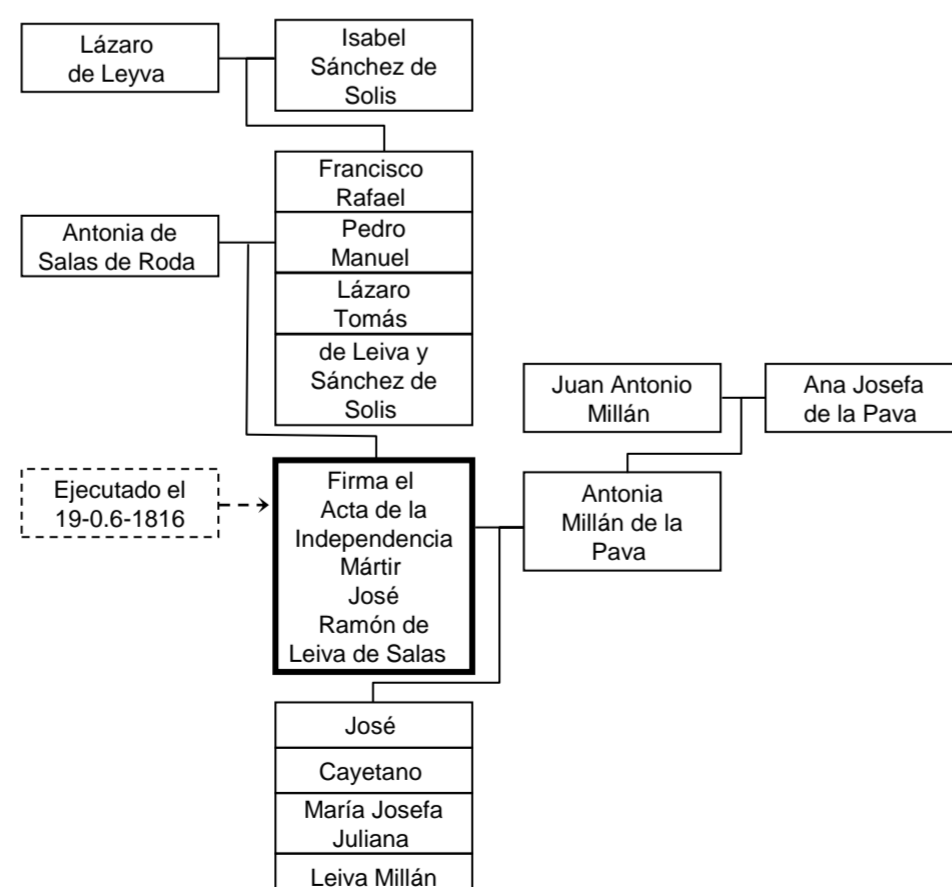 Lázaro
de Leyva
Isabel
Sánchez de
Solis
Francisco
Rafael
Antonia de
Salas de Roda
Pedro
Manuel
Lázaro
Tomás
de Leiva y
Sánchez de
Solis
Juan Antonio
Millán
Ana Josefa
de la Pava
Ejecutado el
19-0.6-1816
Firma el
Acta de la
Independencia
Mártir
José
Ramón de
Leiva de Salas
Antonia
Millán de la
Pava
José
Cayetano
María Josefa
Juliana
Leiva Millán